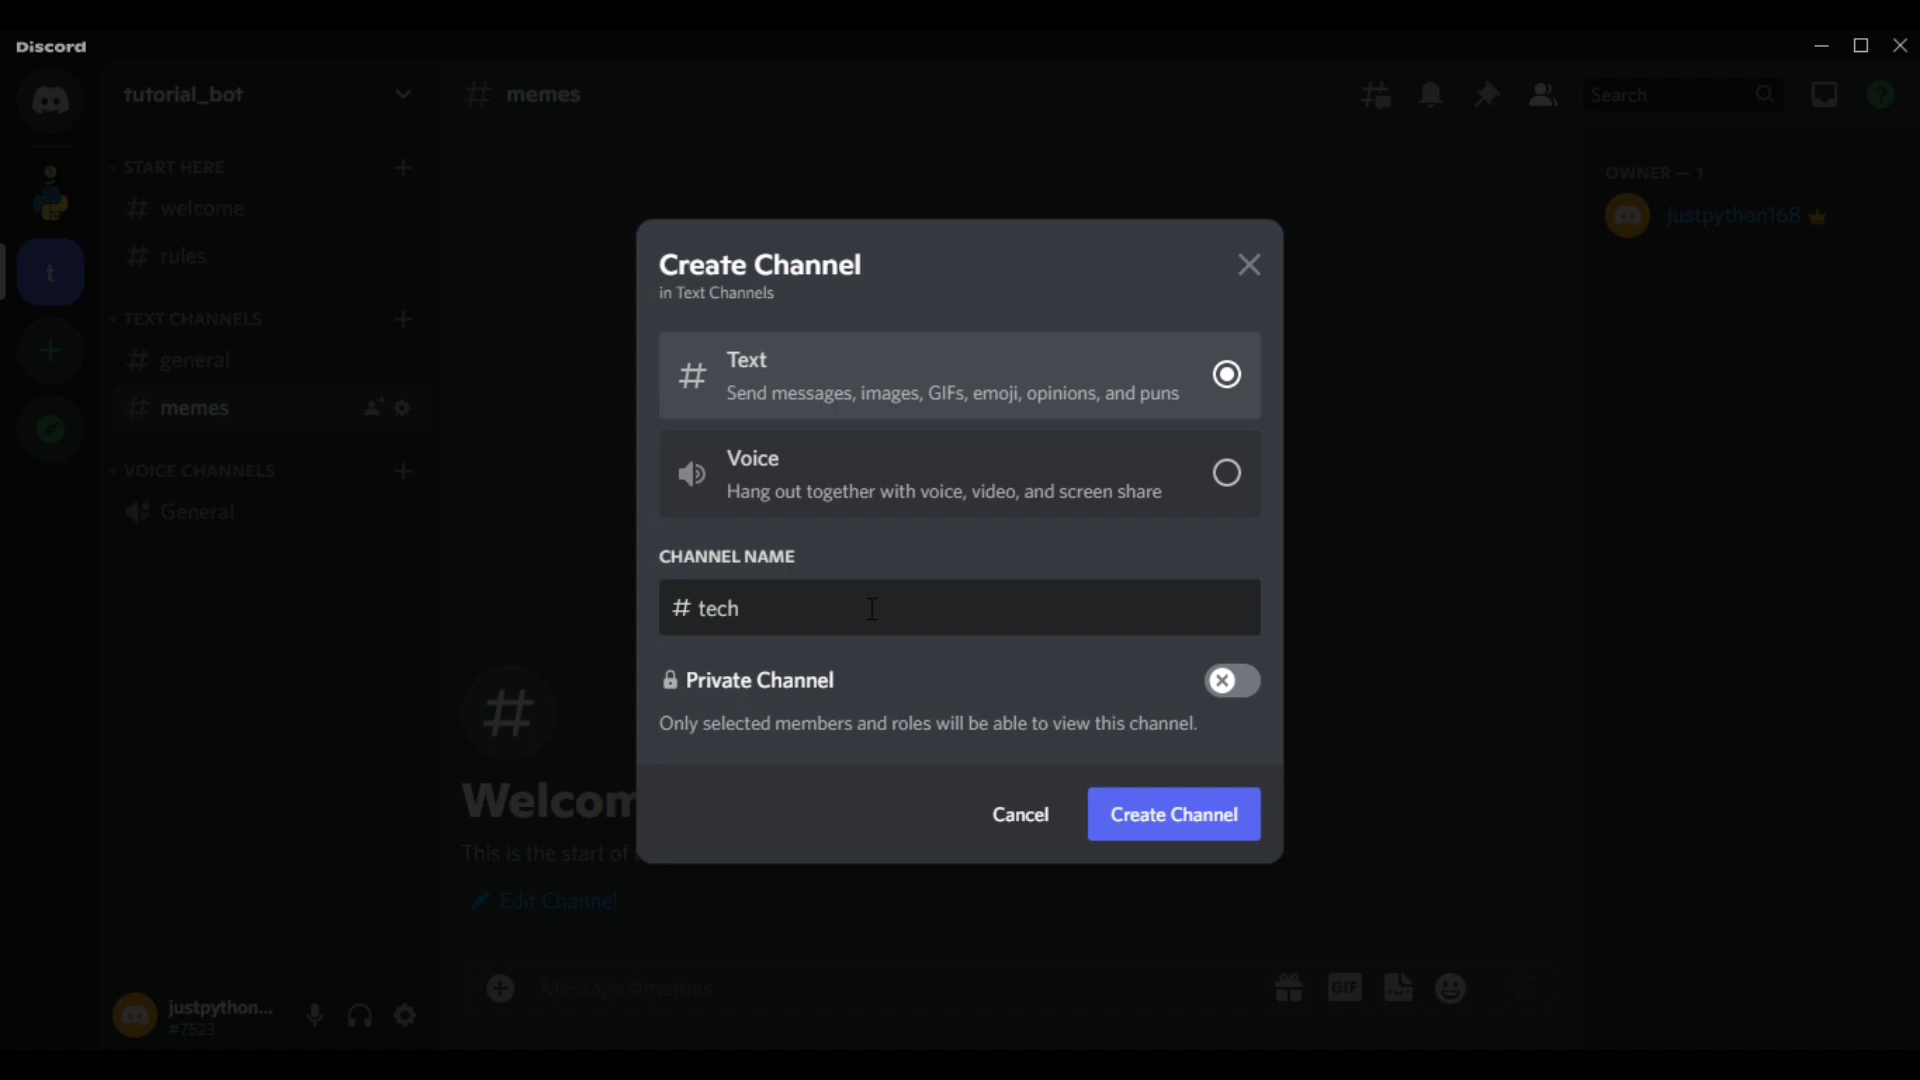 Discord
tutorial_bot
# memes
Search
START HERE
# welcome
# rules
TEXT CHANNELS
# general
# memes
VOICE CHANNELS
General
t
OWNER — 1
justpython168
Create Channel
in Text Channels
# Text
Send messages, images, GIFs, emoji, opinions, and puns
Voice
Hang out together with voice, video, and screen share
CHANNEL NAME
# tech
Private Channel
Only selected members and roles will be able to view this channel.
Cancel
Create Channel
#
Welcom
This is the start of
Edit Channel
Message #memes
GIF
justpython...
#7523